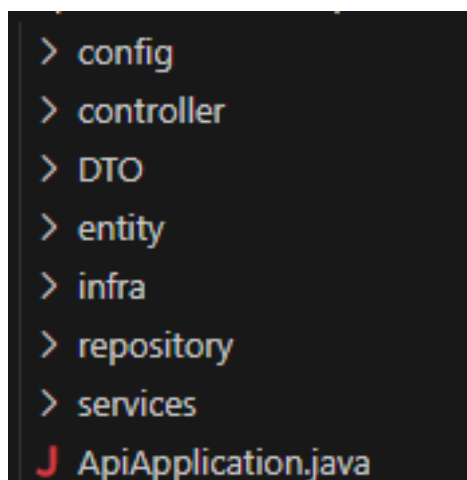 config
controller
DTO
entity
infra
repository
services
ApiApplication.java